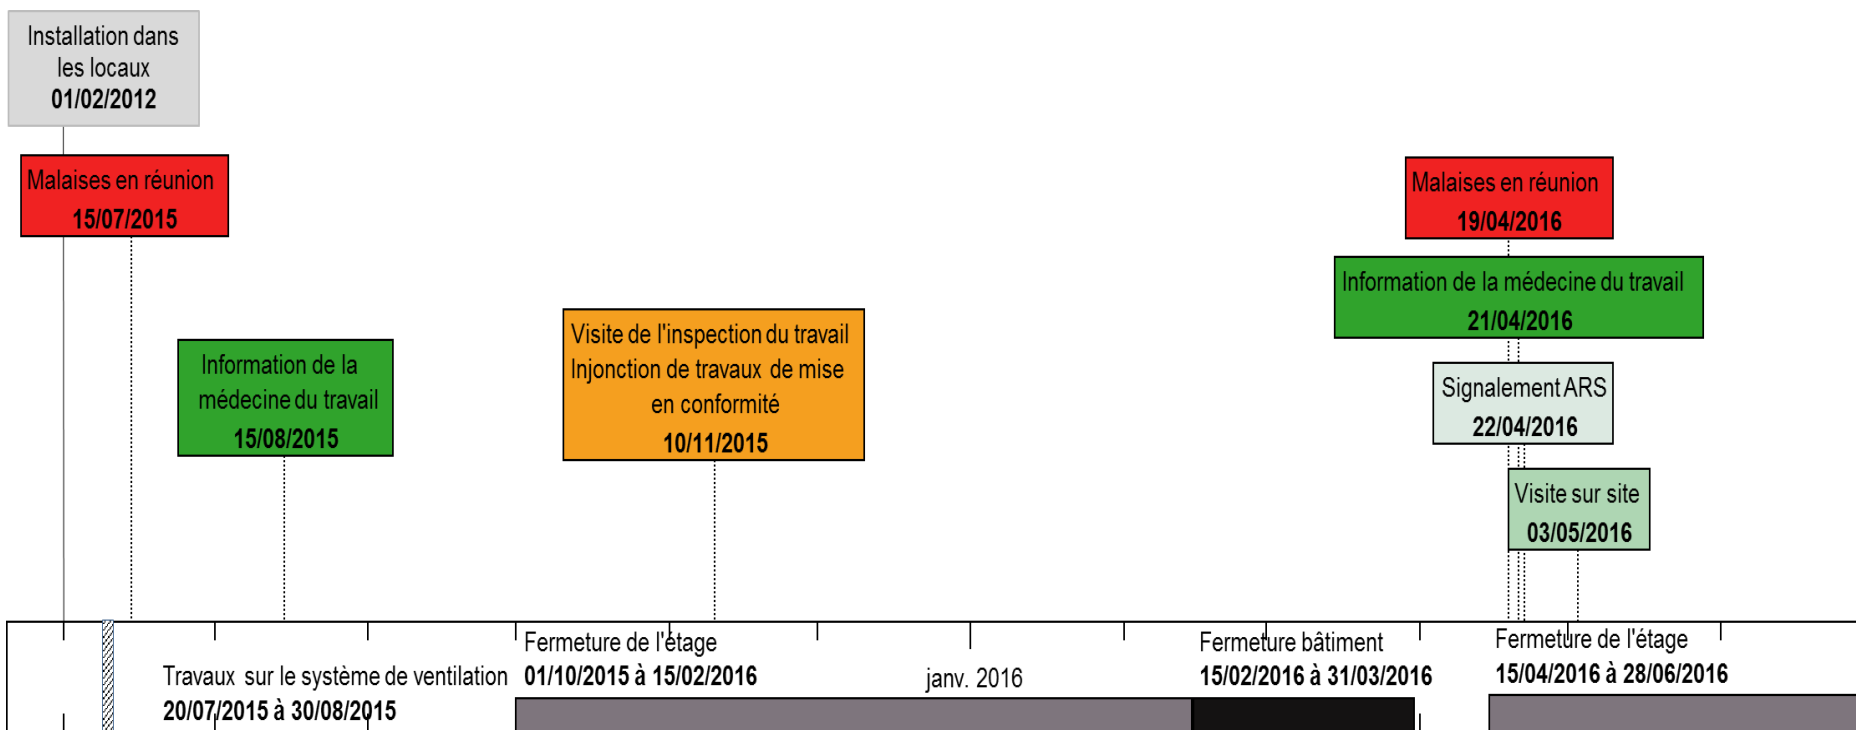 Installation dans
les locaux
01/02/2012
Malaises en réunion
15/07/2015
Information de la
médecine du travail
15/08/2015
Visite de l'inspection du travail
Injonction de travaux de mise
en conformité
10/11/2015
Malaises en réunion
19/04/2016
Information de la médecine du travail
21/04/2016
Signalement ARS
22/04/2016
Visite sur site
03/05/2016
Travaux sur le système de ventilation
20/07/2015 à 30/08/2015
Fermeture de l'étage
01/10/2015 à 15/02/2016
janv. 2016
Fermeture bâtiment
15/02/2016 à 31/03/2016
Fermeture de l'étage
15/04/2016 à 28/06/2016